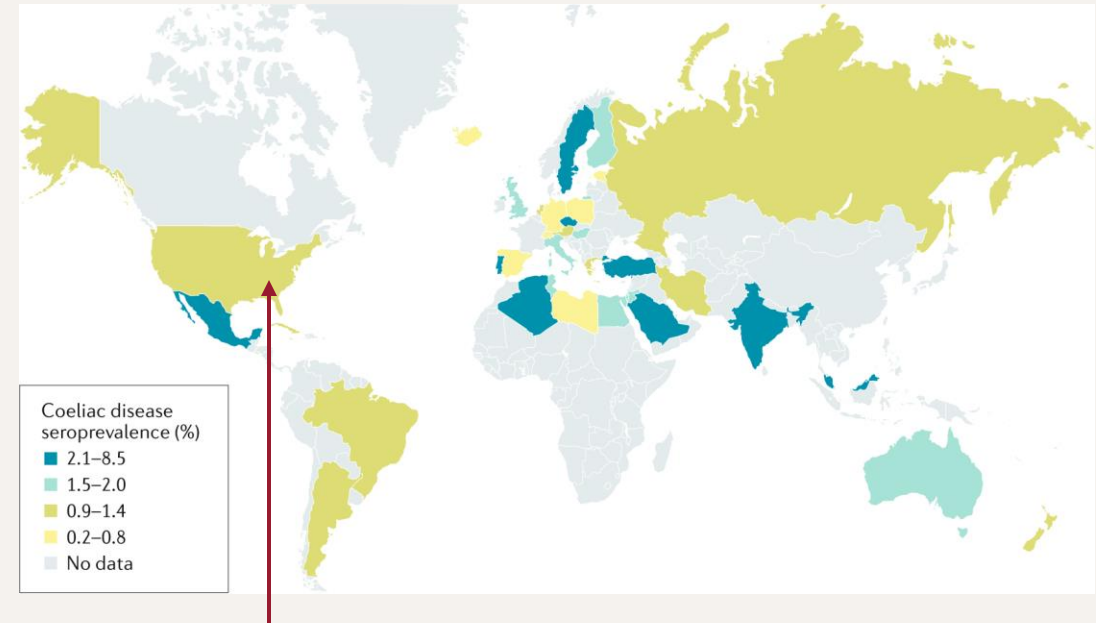 Coeliac disease
seroprevalence (%)
2.1–8.5
1.5–2.0
0.9–1.4
0.2–0.8
No data